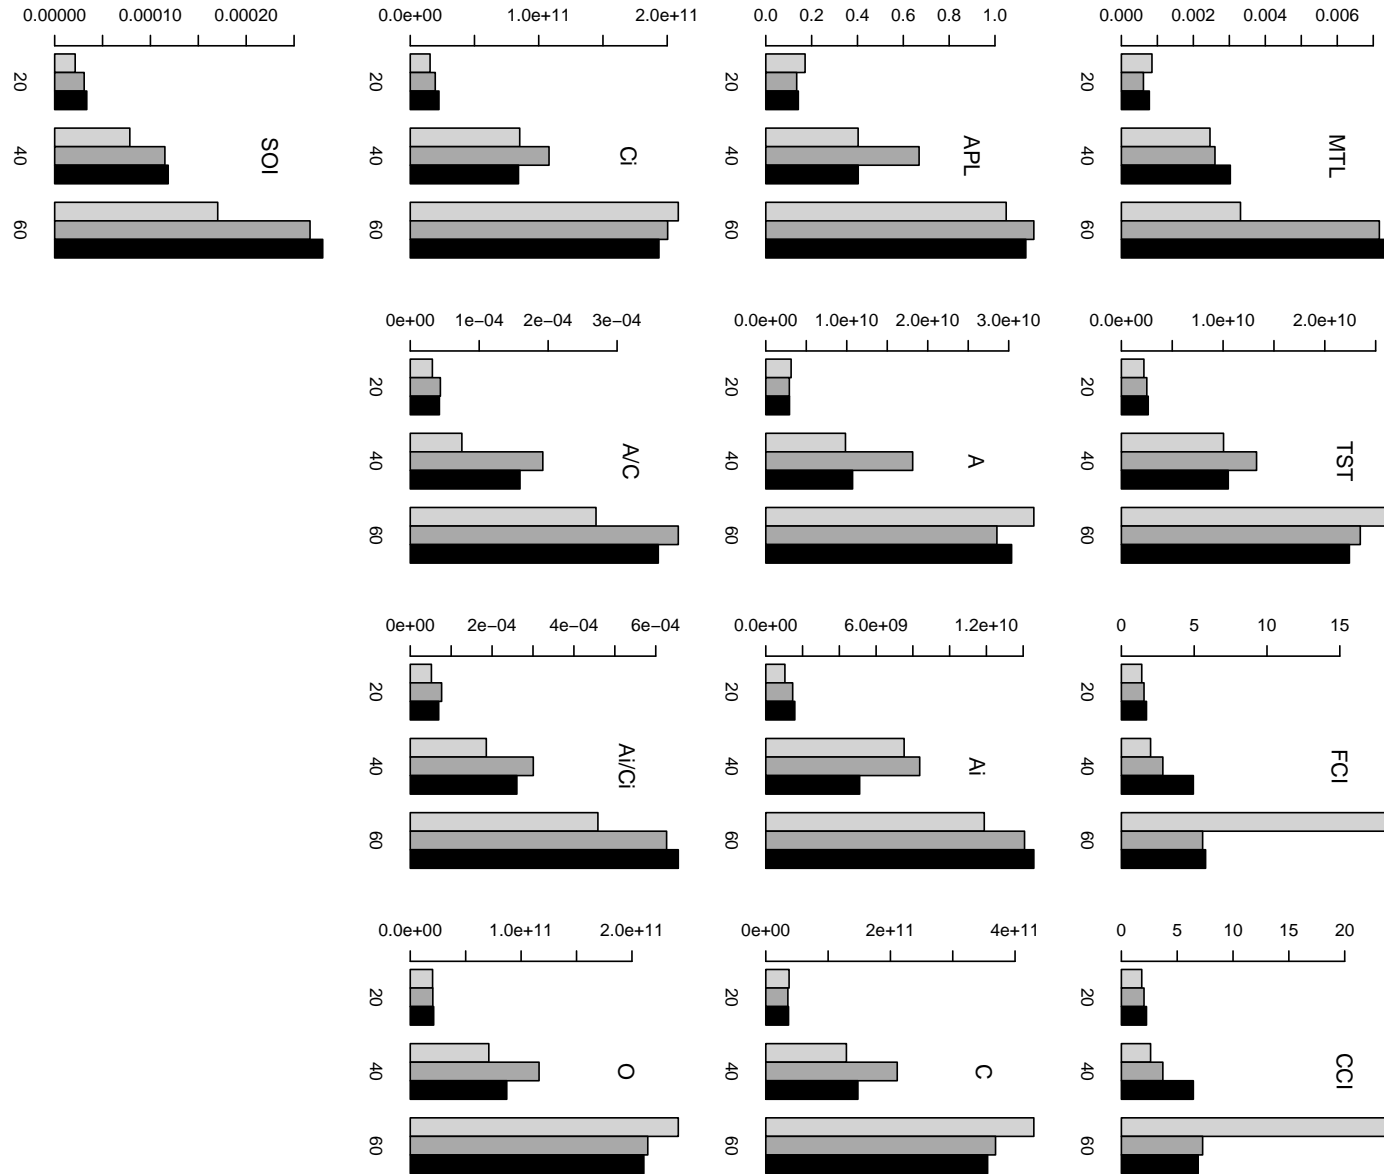 0.000 0.002 0.004 0.006
MTL
20 40 60
0.0e+00 1.0e+10 2.0e+10
TST
20 40 60
0 5 10 15
FCI
20 40 60
0 5 10 15 20
CCI
20 40 60
0.0 0.2 0.4 0.6 0.8 1.0
APL
20 40 60
0.0e+00 1.0e+10 2.0e+10 3.0e+10
A
20 40 60
0.0e+00 6.0e+09 1.2e+10
Ai
20 40 60
0e+00 2e+11 4e+11
C
20 40 60
0.0e+00 1.0e+11 2.0e+11
Ci
20 40 60
0e+00 1e−04 2e−04 3e−04
A/C
20 40 60
0e+00 2e−04 4e−04 6e−04
Ai/Ci
20 40 60
0.0e+00 1.0e+11 2.0e+11
O
20 40 60
0.00000 0.00010 0.00020
SOI
20 40 60